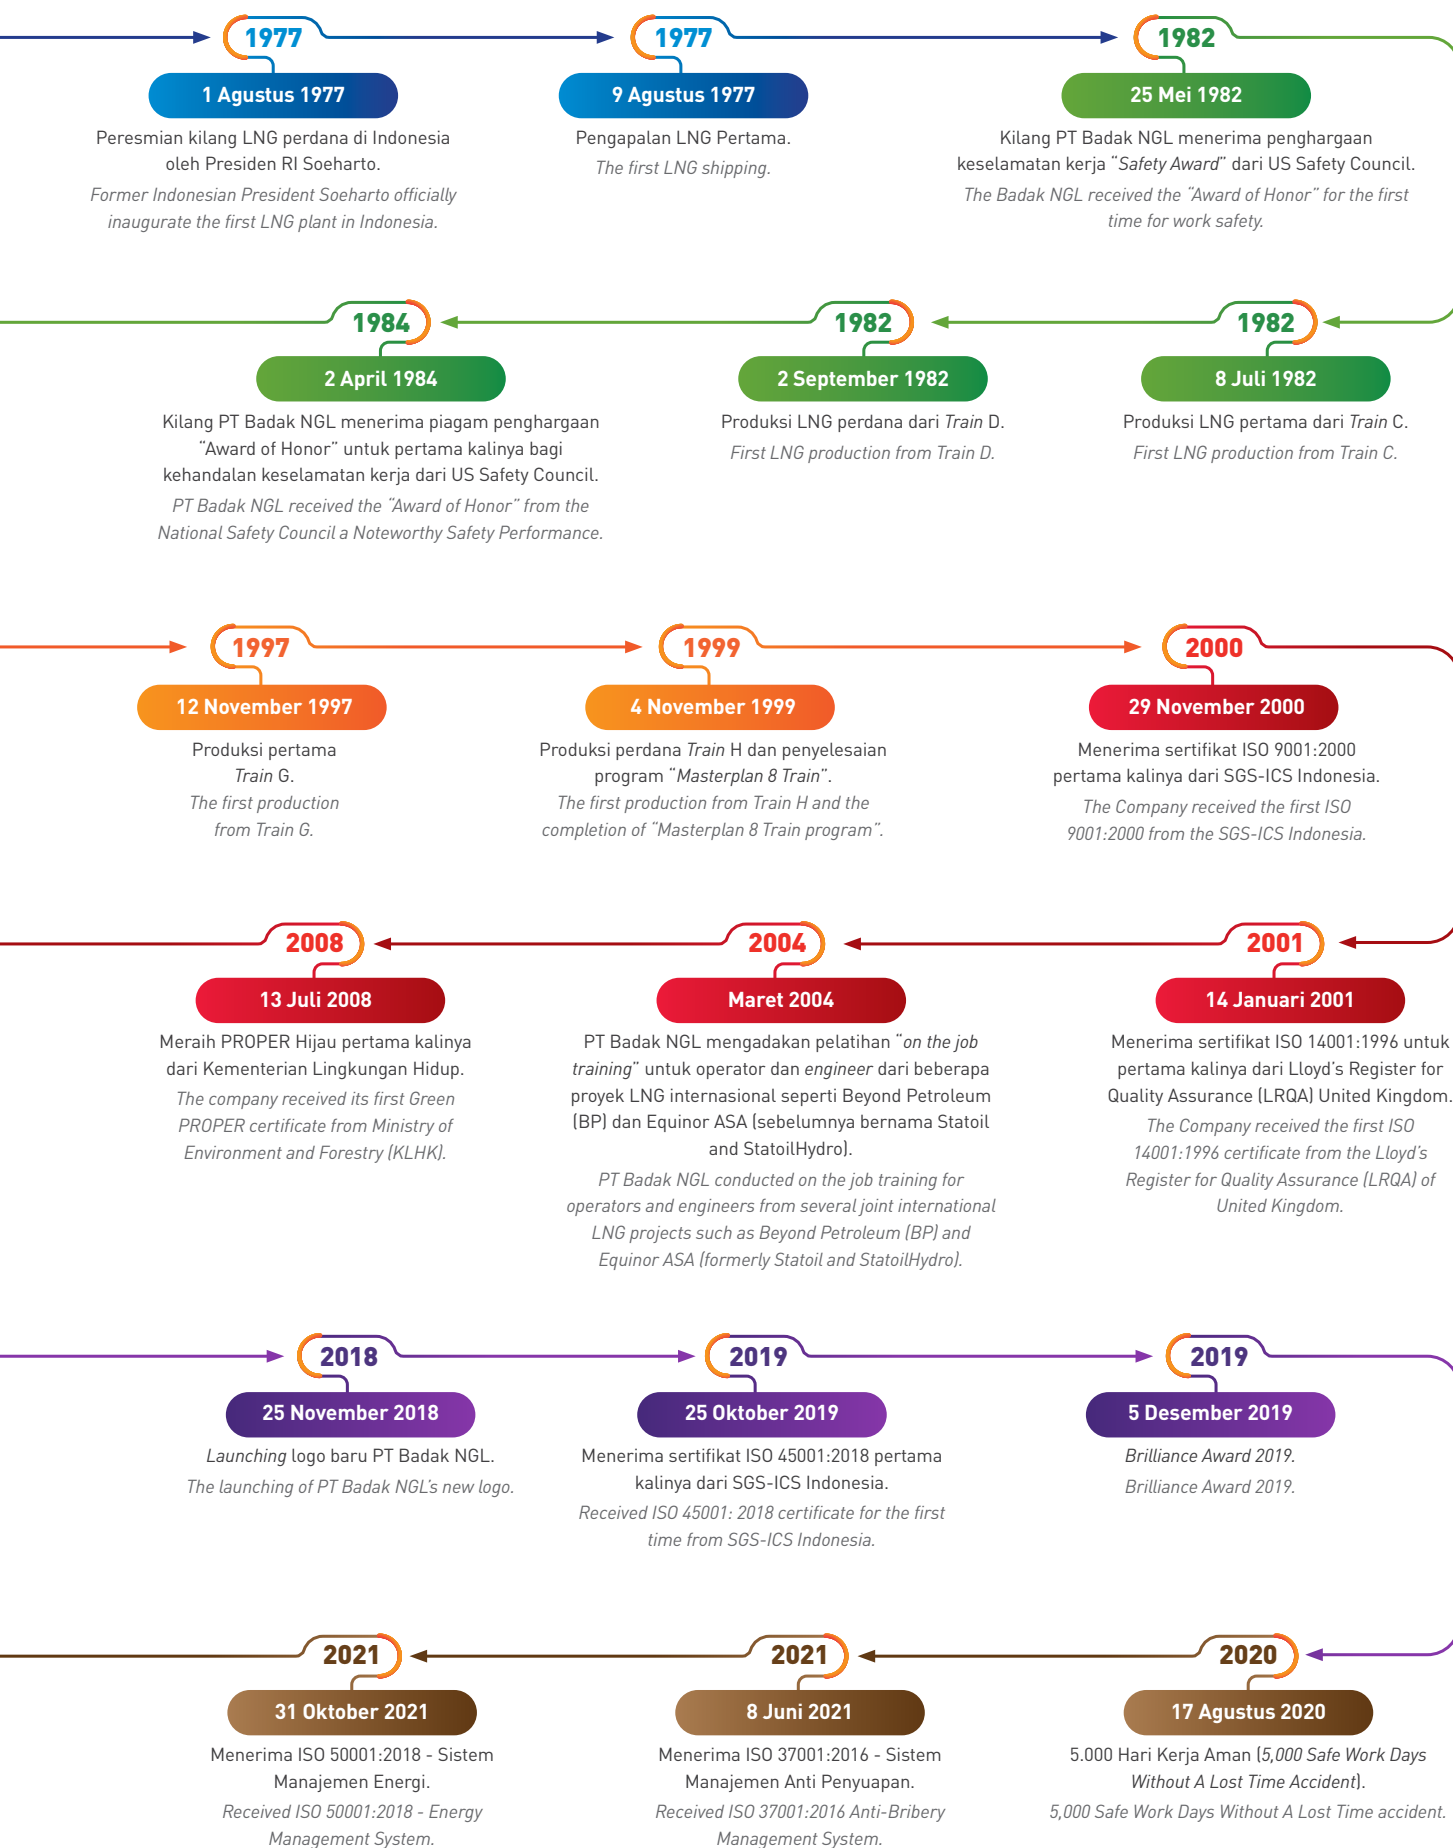 1977
1 Agustus 1977
Peresmian kilang LNG perdana di Indonesia
oleh Presiden RI Soeharto.
Former Indonesian President Soeharto officially
inaugurate the first LNG plant in Indonesia.
1977
9 Agustus 1977
Pengapalan LNG Pertama.
The first LNG shipping.
1982
25 Mei 1982
Kilang PT Badak NGL menerima penghargaan
keselamatan kerja “Safety Award” dari US Safety Council.
The Badak NGL received the “Award of Honor” for the first
time for work safety.
1982
8 Juli 1982
Produksi LNG pertama dari Train C.
First LNG production from Train C.
1982
2 September 1982
Produksi LNG perdana dari Train D.
First LNG production from Train D.
1984
2 April 1984
Kilang PT Badak NGL menerima piagam penghargaan
“Award of Honor” untuk pertama kalinya bagi
kehandalan keselamatan kerja dari US Safety Council.
PT Badak NGL received the “Award of Honor” from the
National Safety Council a Noteworthy Safety Performance.
1997
12 November 1997
Produksi pertama
Train G.
The first production
from Train G.
1999
4 November 1999
Produksi perdana Train H dan penyelesaian
program “Masterplan 8 Train”.
The first production from Train H and the
completion of “Masterplan 8 Train program”.
2000
29 November 2000
Menerima sertifikat ISO 9001:2000
pertama kalinya dari SGS-ICS Indonesia.
The Company received the first ISO
9001:2000 from the SGS-ICS Indonesia.
2001
14 Januari 2001
Menerima sertifikat ISO 14001:1996 untuk
pertama kalinya dari Lloyd’s Register for
Quality Assurance (LRQA) United Kingdom.
The Company received the first ISO
14001:1996 certificate from the Lloyd’s
Register for Quality Assurance (LRQA) of
United Kingdom.
2004
Maret 2004
PT Badak NGL mengadakan pelatihan “on the job
training” untuk operator dan engineer dari beberapa
proyek LNG internasional seperti Beyond Petroleum
(BP) dan Equinor ASA (sebelumnya bernama Statoil
and StatoilHydro).
PT Badak NGL conducted on the job training for
operators and engineers from several joint international
LNG projects such as Beyond Petroleum (BP) and
Equinor ASA (formerly Statoil and StatoilHydro).
2008
13 Juli 2008
Meraih PROPER Hijau pertama kalinya
dari Kementerian Lingkungan Hidup.
The company received its first Green
PROPER certificate from Ministry of
Environment and Forestry (KLHK).
2018
25 November 2018
Launching logo baru PT Badak NGL.
The launching of PT Badak NGL’s new logo.
2019
25 Oktober 2019
Menerima sertifikat ISO 45001:2018 pertama
kalinya dari SGS-ICS Indonesia.
Received ISO 45001: 2018 certificate for the first
time from SGS-ICS Indonesia.
2019
5 Desember 2019
Brilliance Award 2019.
Brilliance Award 2019.
2020
17 Agustus 2020
5.000 Hari Kerja Aman (5,000 Safe Work Days
Without A Lost Time Accident).
5,000 Safe Work Days Without A Lost Time accident.
2021
8 Juni 2021
Menerima ISO 37001:2016 - Sistem
Manajemen Anti Penyuapan.
Received ISO 37001:2016 Anti-Bribery
Management System.
2021
31 Oktober 2021
Menerima ISO 50001:2018 - Sistem
Manajemen Energi.
Received ISO 50001:2018 - Energy
Management System.